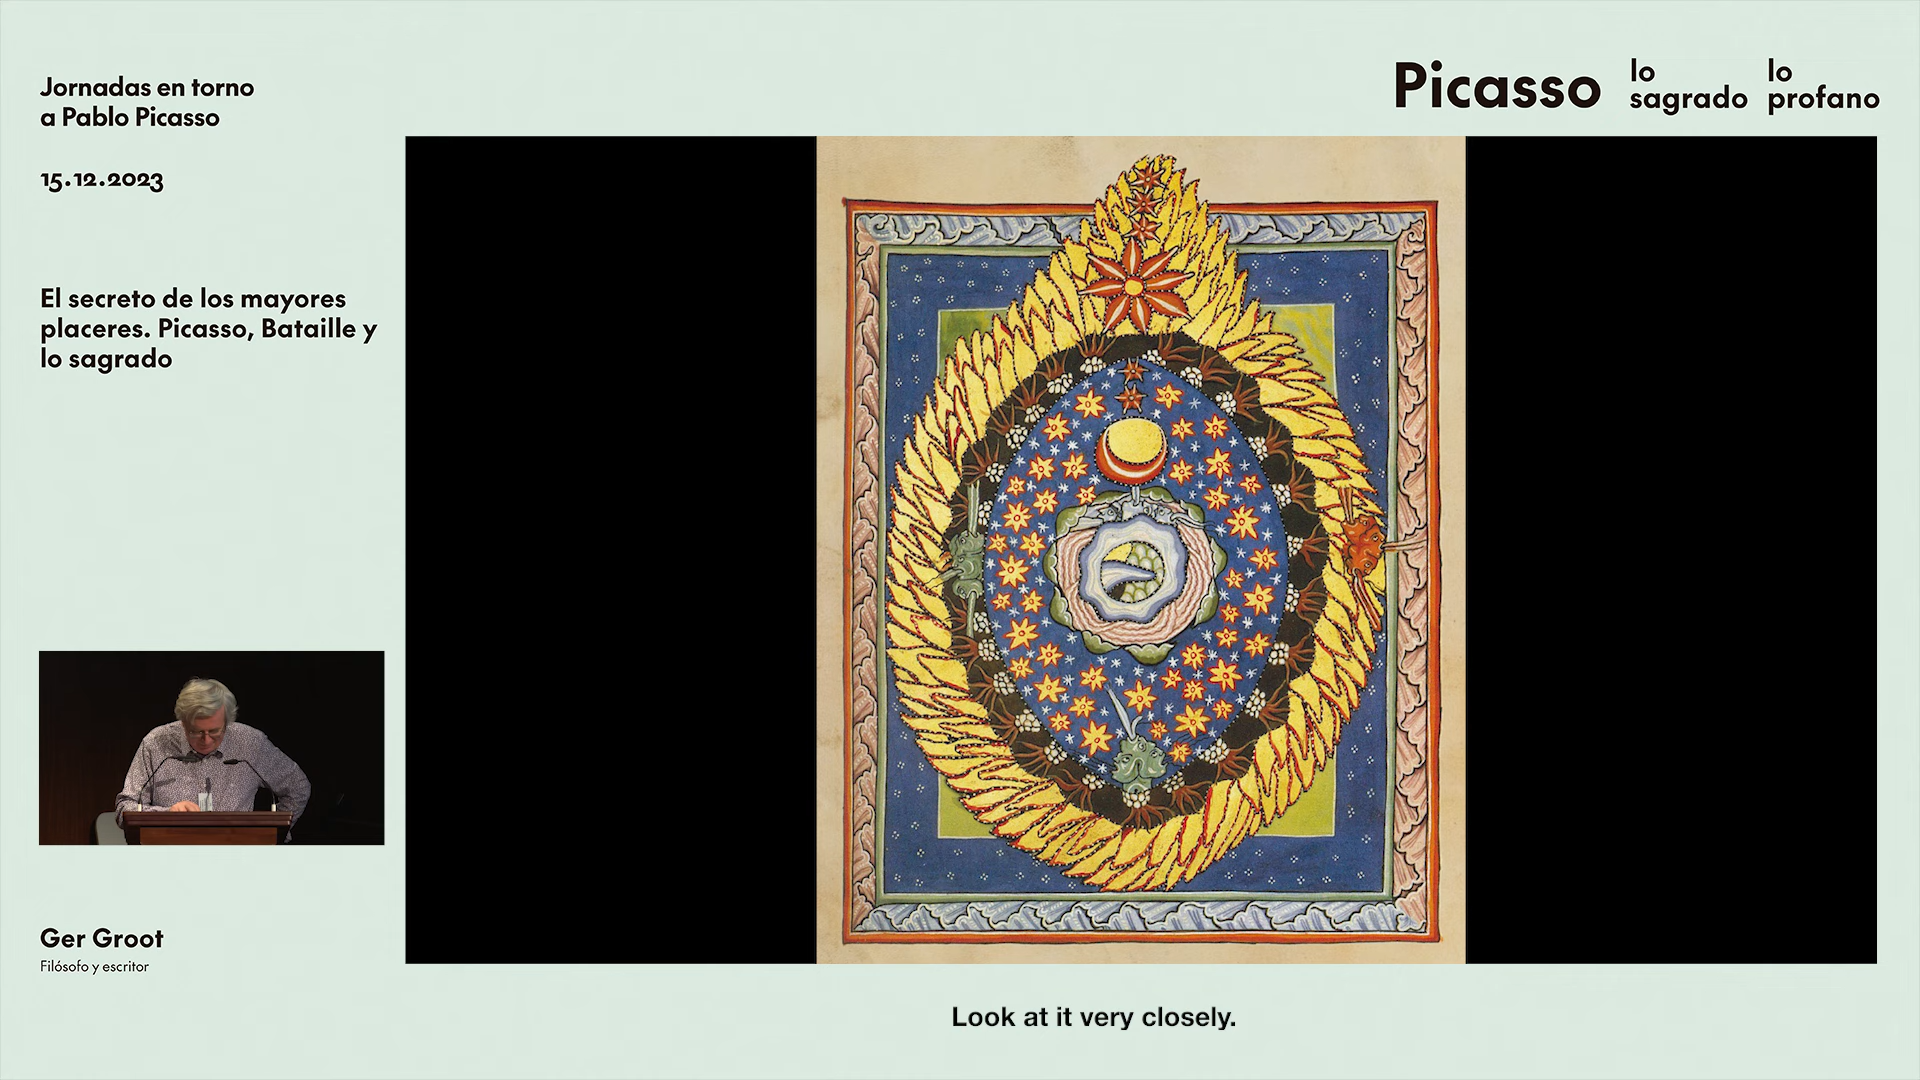 Jornadas en torno
a Pablo Picasso
15.12.2023
Picasso
lo
sagrado
lo
profano
El secreto de los mayores
placeres. Picasso, Bataille y
lo sagrado
Ger Groot
Filósofo y escritor
Look at it very closely.